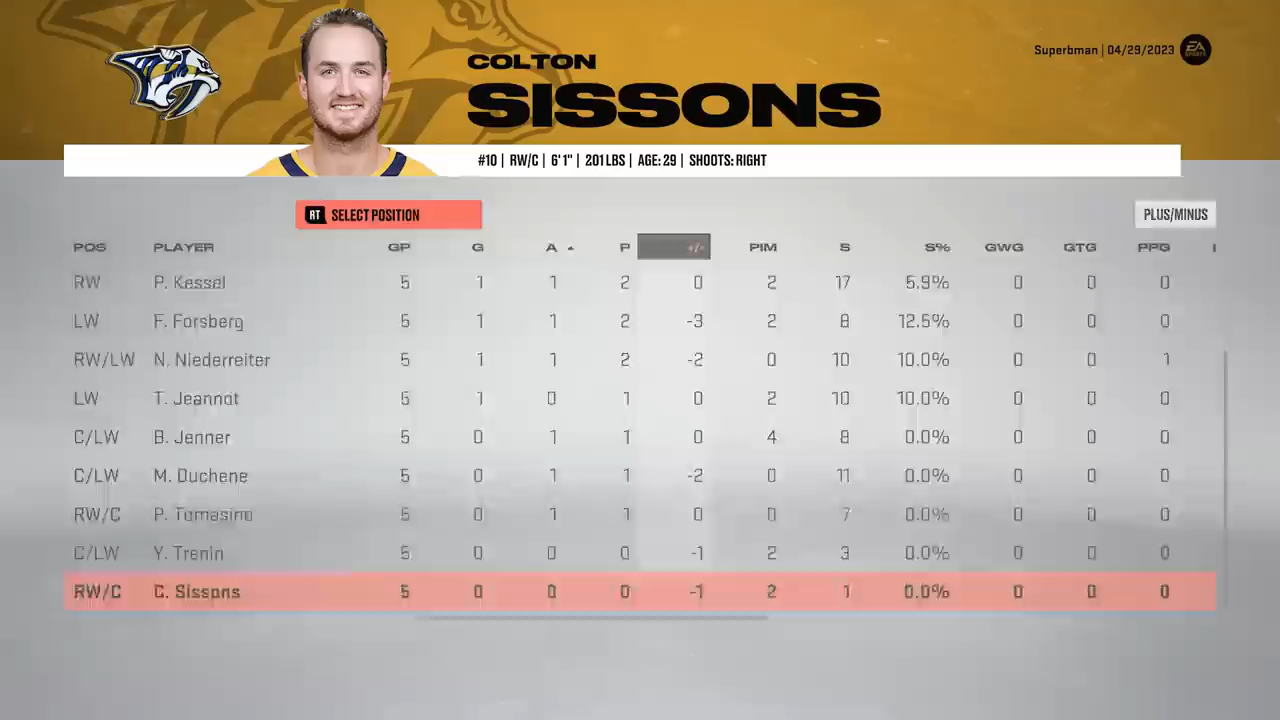 COLTON
SISSONS
Superbman | 04/29/2023
EA SPORTS
#10 | RW/C | 6'1" | 201 LBS | AGE: 29 | SHOOTS: RIGHT
RT SELECT POSITION
PLUS/MINUS
POS PLAYER GP G A P +/- PIM S S% GWG GTG PPG
RW P. Kessel 5 1 1 2 0 2 17 5.9% 0 0 0
LW F. Forsberg 5 1 1 2 -3 2 8 12.5% 0 0 0
RW/LW N. Niederreiter 5 1 1 2 -2 0 10 10.0% 0 0 1
LW T. Jeannot 5 1 0 1 0 2 10 10.0% 0 0 0
C/LW B. Jenner 5 0 1 1 0 4 8 0.0% 0 0 0
C/LW M. Duchene 5 0 1 1 -2 0 11 0.0% 0 0 0
RW/C P. Tomasino 5 0 1 1 0 0 7 0.0% 0 0 0
C/LW Y. Trenin 5 0 0 0 -1 2 3 0.0% 0 0 0
RW/C C. Sissons 5 0 0 0 -1 2 1 0.0% 0 0 0